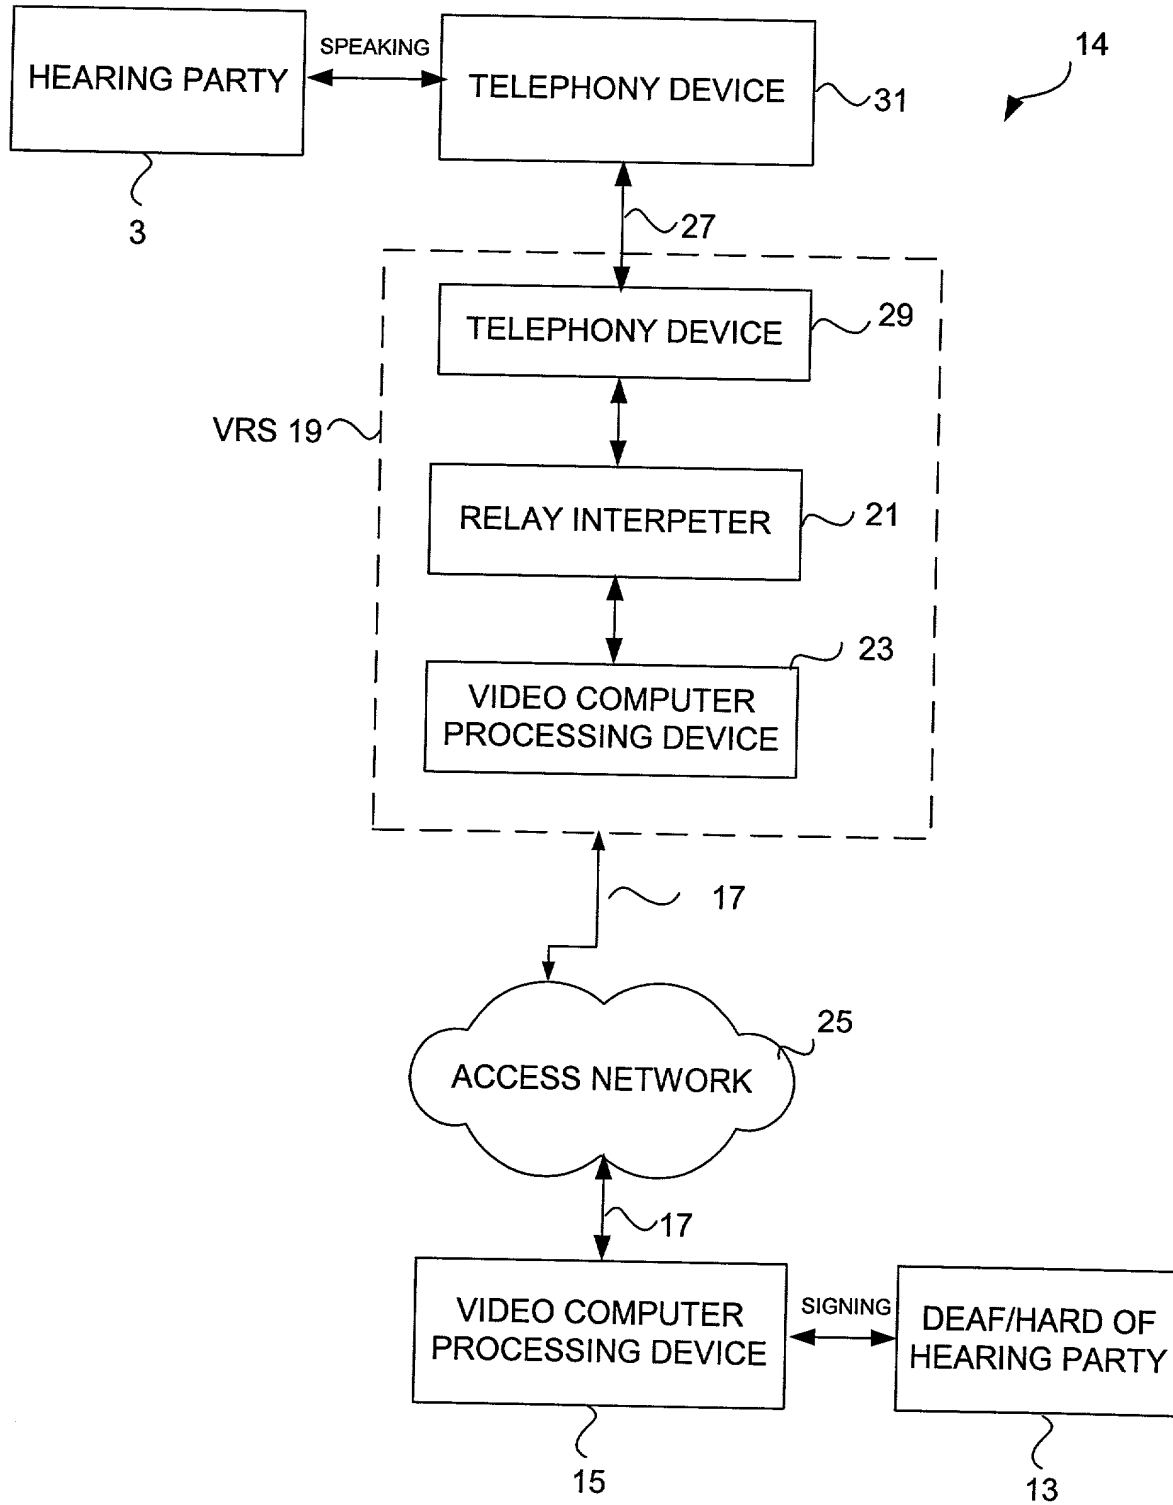 HEARING PARTY
SPEAKING
TELEPHONY DEVICE
14
31
3
27
TELEPHONY DEVICE
29
VRS 19
RELAY INTERPETER
21
23
VIDEO COMPUTER
PROCESSING DEVICE
17
25
ACCESS NETWORK
17
VIDEO COMPUTER
PROCESSING DEVICE
SIGNING
DEAF/HARD OF
HEARING PARTY
15
13